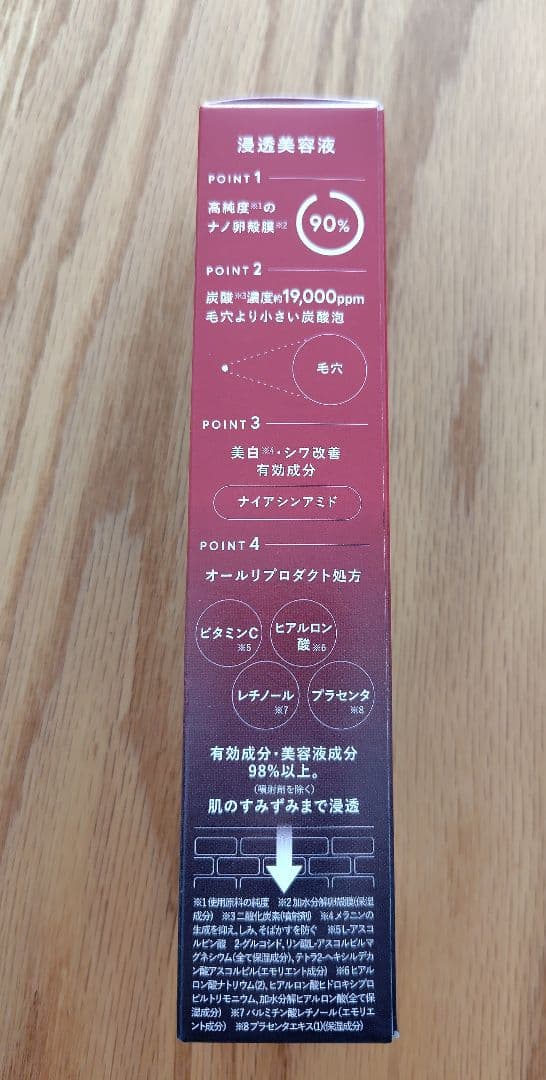 浸透美容液
POINT 1
高純度※1の
ナノ卵殻膜※2
90%
POINT 2
炭酸※3濃度約19,000ppm
毛穴より小さい炭酸泡
毛穴
POINT 3
美白※4・シワ改善
有効成分
ナイアシンアミド
POINT 4
オールリプロダクト処方
ビタミンC
※5
ヒアルロン
酸※6
レチノール
※7
プラセンタ
※8
有効成分・美容液成分
98%以上。
(噴射剤を除く)
肌のすみずみまで浸透
※1 使用原料の純度 ※2 加水分解卵殻膜(保湿
成分) ※3 二酸化炭素(噴射剤) ※4 メラニンの
生成を抑え、しみ、そばかすを防ぐ ※5 L-アスコ
ルビン酸 2-グルコシド、リン酸L-アスコルビルマ
グネシウム(全て保湿成分)、テトラ2-ヘキシルデカ
ン酸アスコルビル(エモリエント成分) ※6 ヒアル
ロン酸ナトリウム(2)、ヒアルロン酸ヒドロキシプロ
ピルトリモニウム、加水分解ヒアルロン酸(全て保
湿成分) ※7 パルミチン酸レチノール(エモリエ
ント成分) ※8 プラセンタエキス(1)(保湿成分)